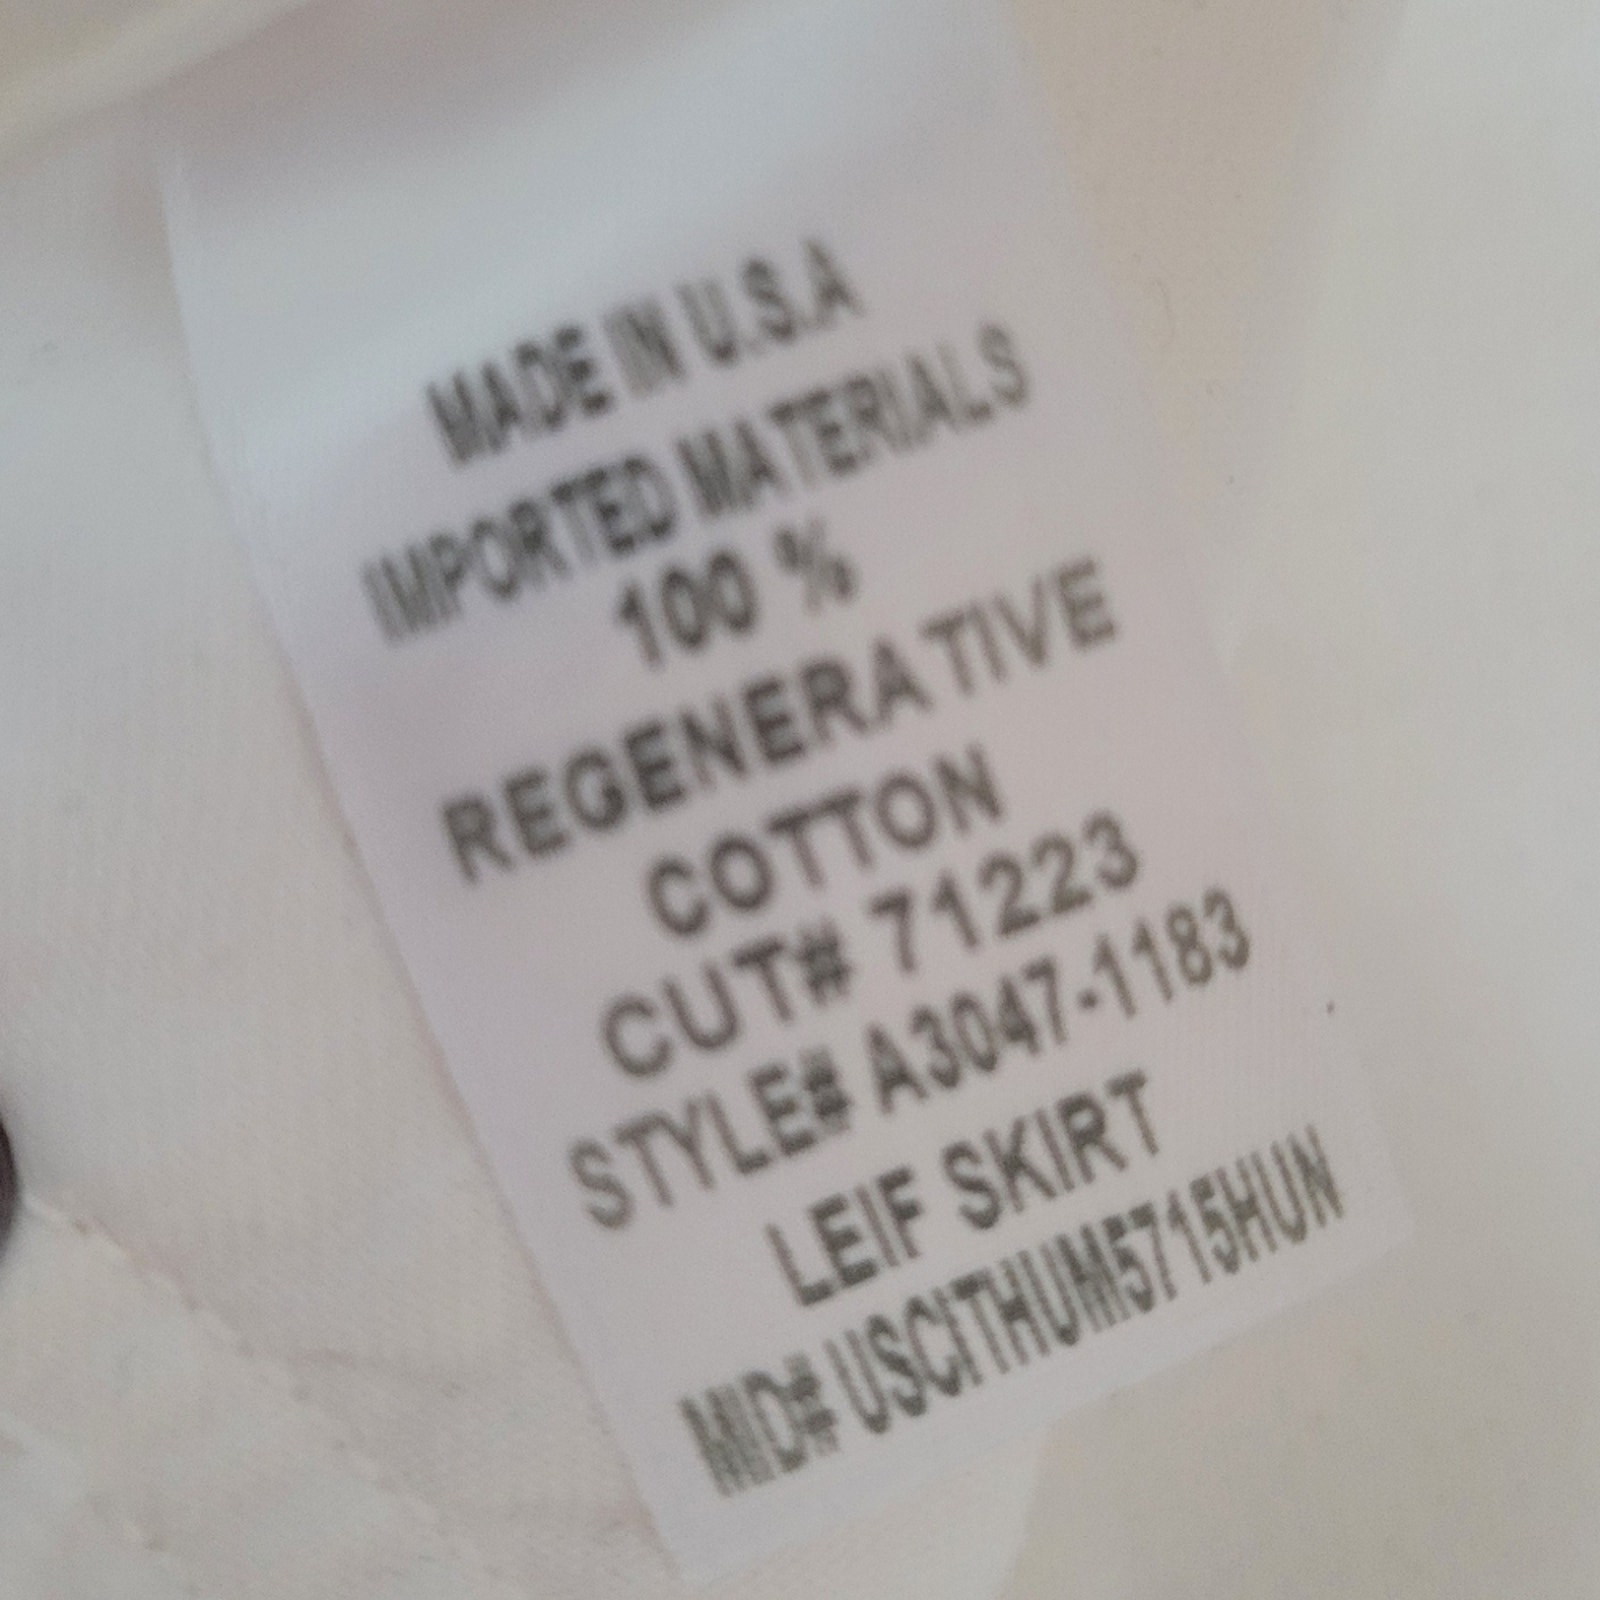 MADE IN U.S.A
IMPORTED MATERIALS
100 %
REGENERATIVE
COTTON
CUT# 71223
STYLE# A3047-1183
LEIF SKIRT
MID# USCITHUM5715HUN